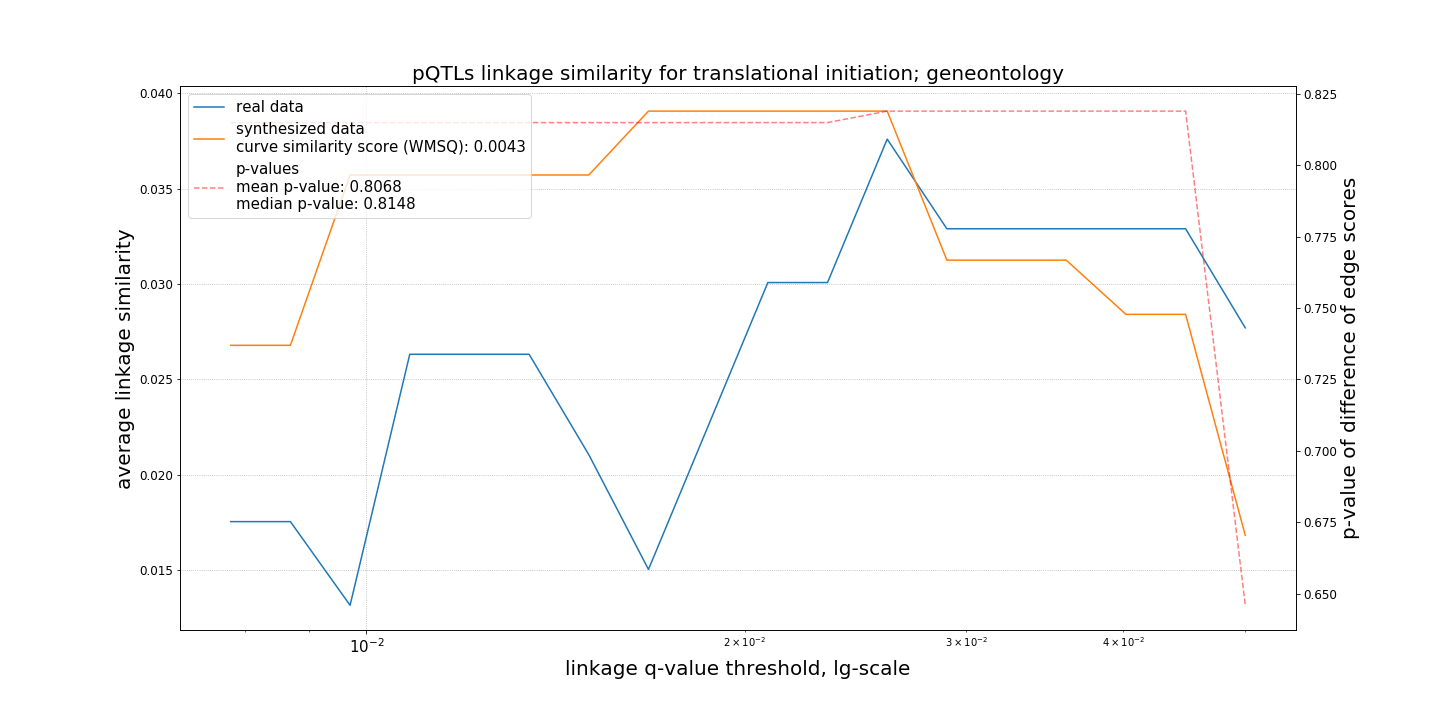 pQTLs linkage similarity for translational initiation; geneontology
real data
synthesized data
curve similarity score (WMSQ): 0.0043
p-values
mean p-value: 0.8068
median p-value: 0.8148
average linkage similarity
0.040
0.035
0.030
0.025
0.020
0.015
0.825
0.800
0.775
0.750
0.725
0.700
0.675
0.650
p-value of difference of edge scores
10⁻²
2 × 10⁻²
3 × 10⁻²
4 × 10⁻²
linkage q-value threshold, lg-scale